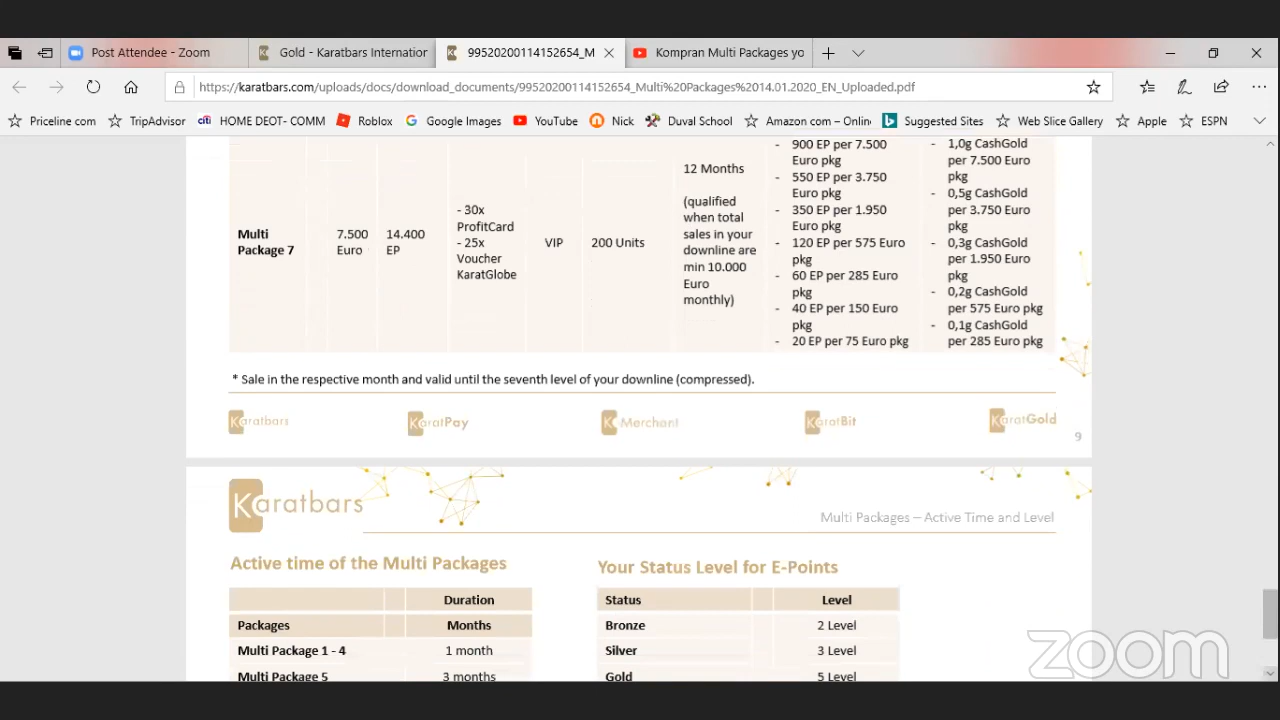 Post Attendee - Zoom
Gold - Karatbars Internation
99520200114152654_M
Kompran Multi Packages yo
https://karatbars.com/uploads/docs/download_documents/99520200114152654_Multi%20Packages%2014.01.2020_EN_Uploaded.pdf
Priceline com
TripAdvisor
citi
HOME DEOT- COMM
Roblox
Google Images
YouTube
Nick
Duval School
Amazon com – Onlin
Suggested Sites
Web Slice Gallery
Apple
ESPN
Multi
Package 7
7.500
Euro
14.400
EP
- 30x
ProfitCard
- 25x
Voucher
KaratGlobe
VIP
200 Units
12 Months
(qualified
when total
sales in your
downline are
min 10.000
Euro
monthly)
- 900 EP per 7.500
Euro pkg
- 550 EP per 3.750
Euro pkg
- 350 EP per 1.950
Euro pkg
- 120 EP per 575 Euro
pkg
- 60 EP per 285 Euro
pkg
- 40 EP per 150 Euro
pkg
- 20 EP per 75 Euro pkg
- 1,0g CashGold
per 7.500 Euro
pkg
- 0,5g CashGold
per 3.750 Euro
pkg
- 0,3g CashGold
per 1.950 Euro
pkg
- 0,2g CashGold
per 575 Euro pkg
- 0,1g CashGold
per 285 Euro pkg
* Sale in the respective month and valid until the seventh level of your downline (compressed).
Karatbars
KaratPay
K-Merchant
KaratBit
KaratGold
9
Karatbars
Multi Packages – Active Time and Level
Active time of the Multi Packages
Duration
Packages
Months
Multi Package 1 - 4
1 month
Multi Package 5
3 months
Your Status Level for E-Points
Status
Level
Bronze
2 Level
Silver
3 Level
Gold
5 Level
zoom